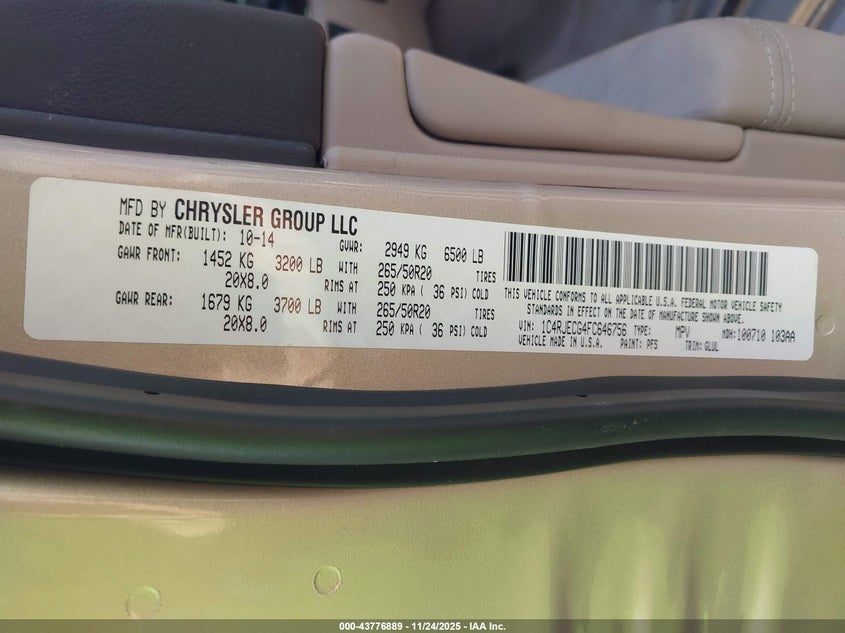 MFD BY CHRYSLER GROUP LLC
DATE OF MFR(BUILT): 10-14 GVWR: 2949 KG 6500 LB
GAWR FRONT: 1452 KG 3200 LB WITH 265/50R20 TIRES
20X8.0 RIMS AT 250 KPA ( 36 PSI) COLD
GAWR REAR: 1679 KG 3700 LB WITH 265/50R20 TIRES
20X8.0 RIMS AT 250 KPA ( 36 PSI) COLD
THIS VEHICLE CONFORMS TO ALL APPLICABLE U.S.A. FEDERAL MOTOR VEHICLE SAFETY
STANDARDS IN EFFECT ON THE DATE OF MANUFACTURE SHOWN ABOVE.
VIN: 1C4RJECG4FC646756 TYPE: MPV MDH:100710 103AA
VEHICLE MADE IN U.S.A. PAINT: PFS TRIM: GLUL
000-43776889 - 11/24/2025 - IAA Inc.